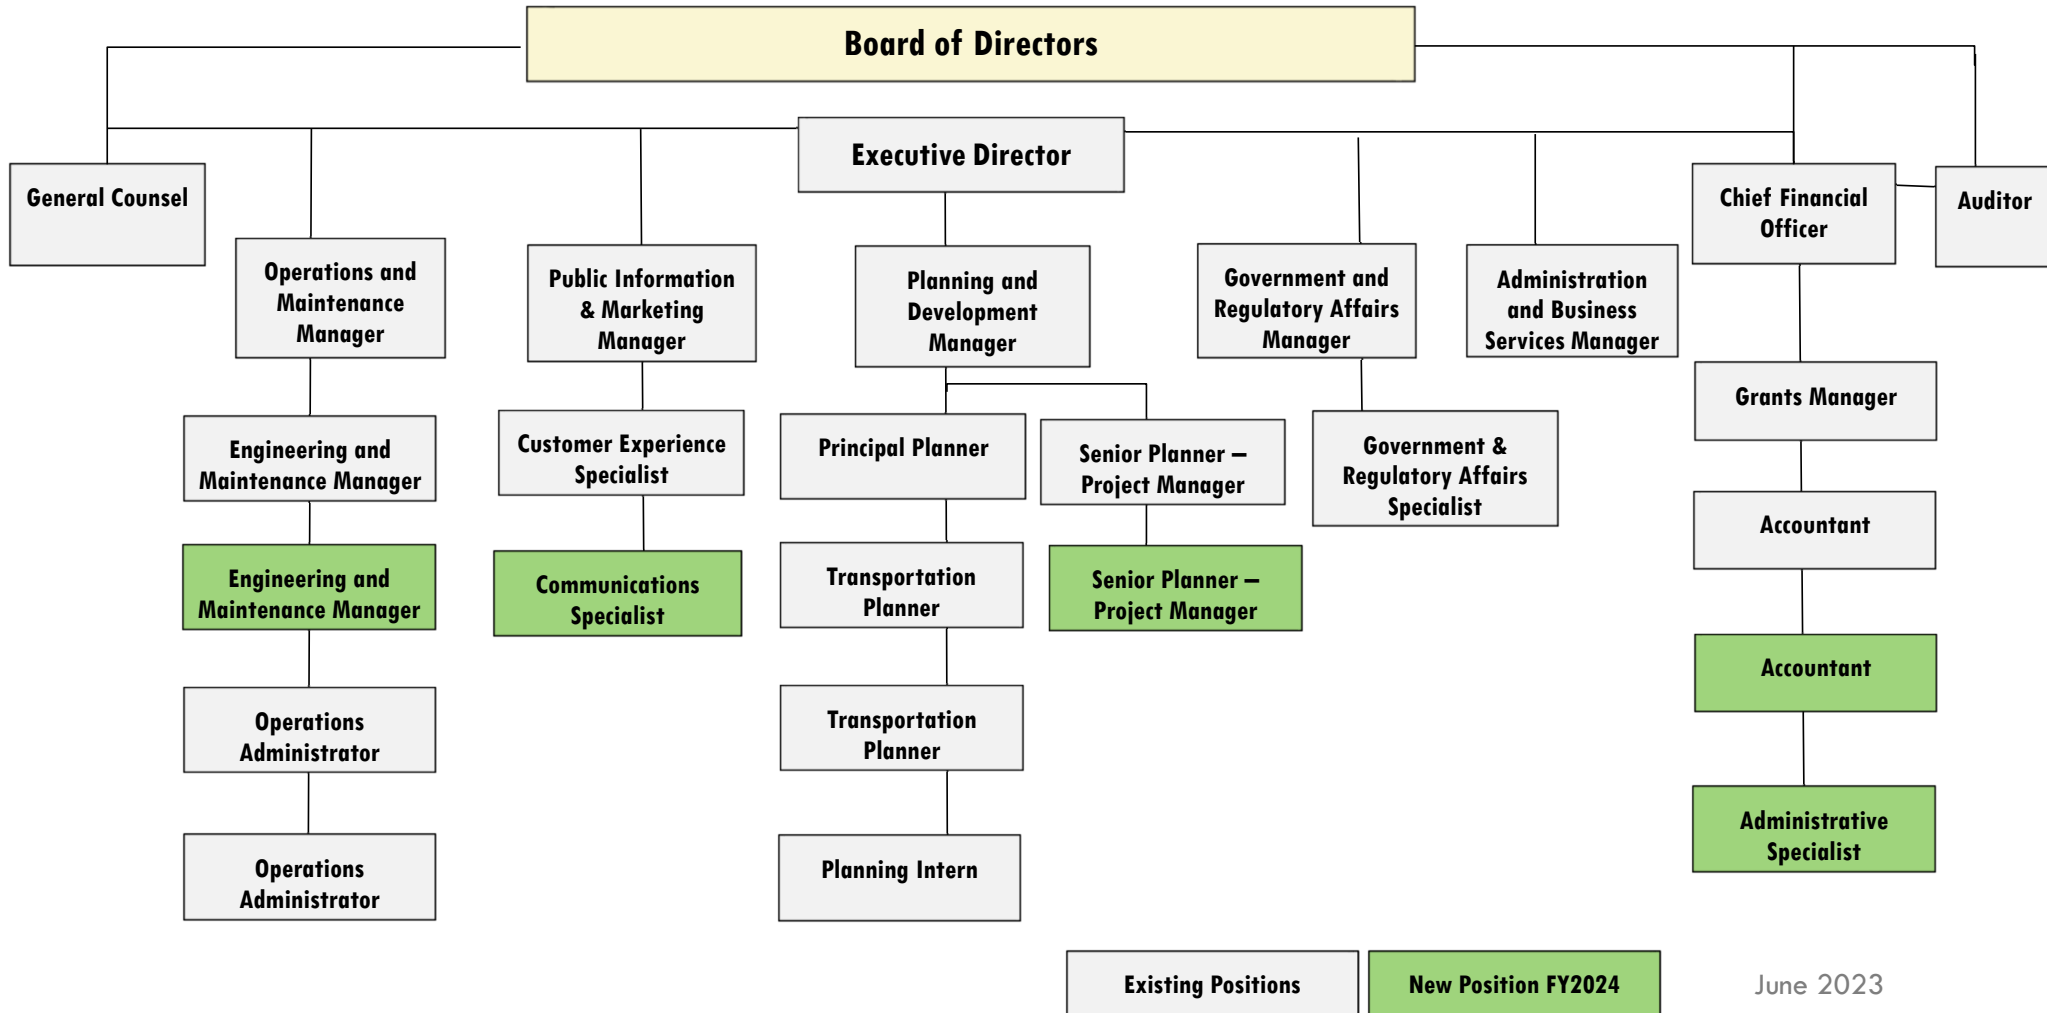 Board of Directors
Executive Director
General Counsel
Chief Financial
Officer
Auditor
Operations and
Maintenance
Manager
Public Information
& Marketing
Manager
Planning and
Development
Manager
Government and
Regulatory Affairs
Manager
Administration
and Business
Services Manager
Grants Manager
Engineering and
Maintenance Manager
Customer Experience
Specialist
Principal Planner
Senior Planner –
Project Manager
Government &
Regulatory Affairs
Specialist
Accountant
Engineering and
Maintenance Manager
Communications
Specialist
Transportation
Planner
Senior Planner –
Project Manager
Accountant
Operations
Administrator
Transportation
Planner
Administrative
Specialist
Operations
Administrator
Planning Intern
Existing Positions
New Position FY2024
June 2023